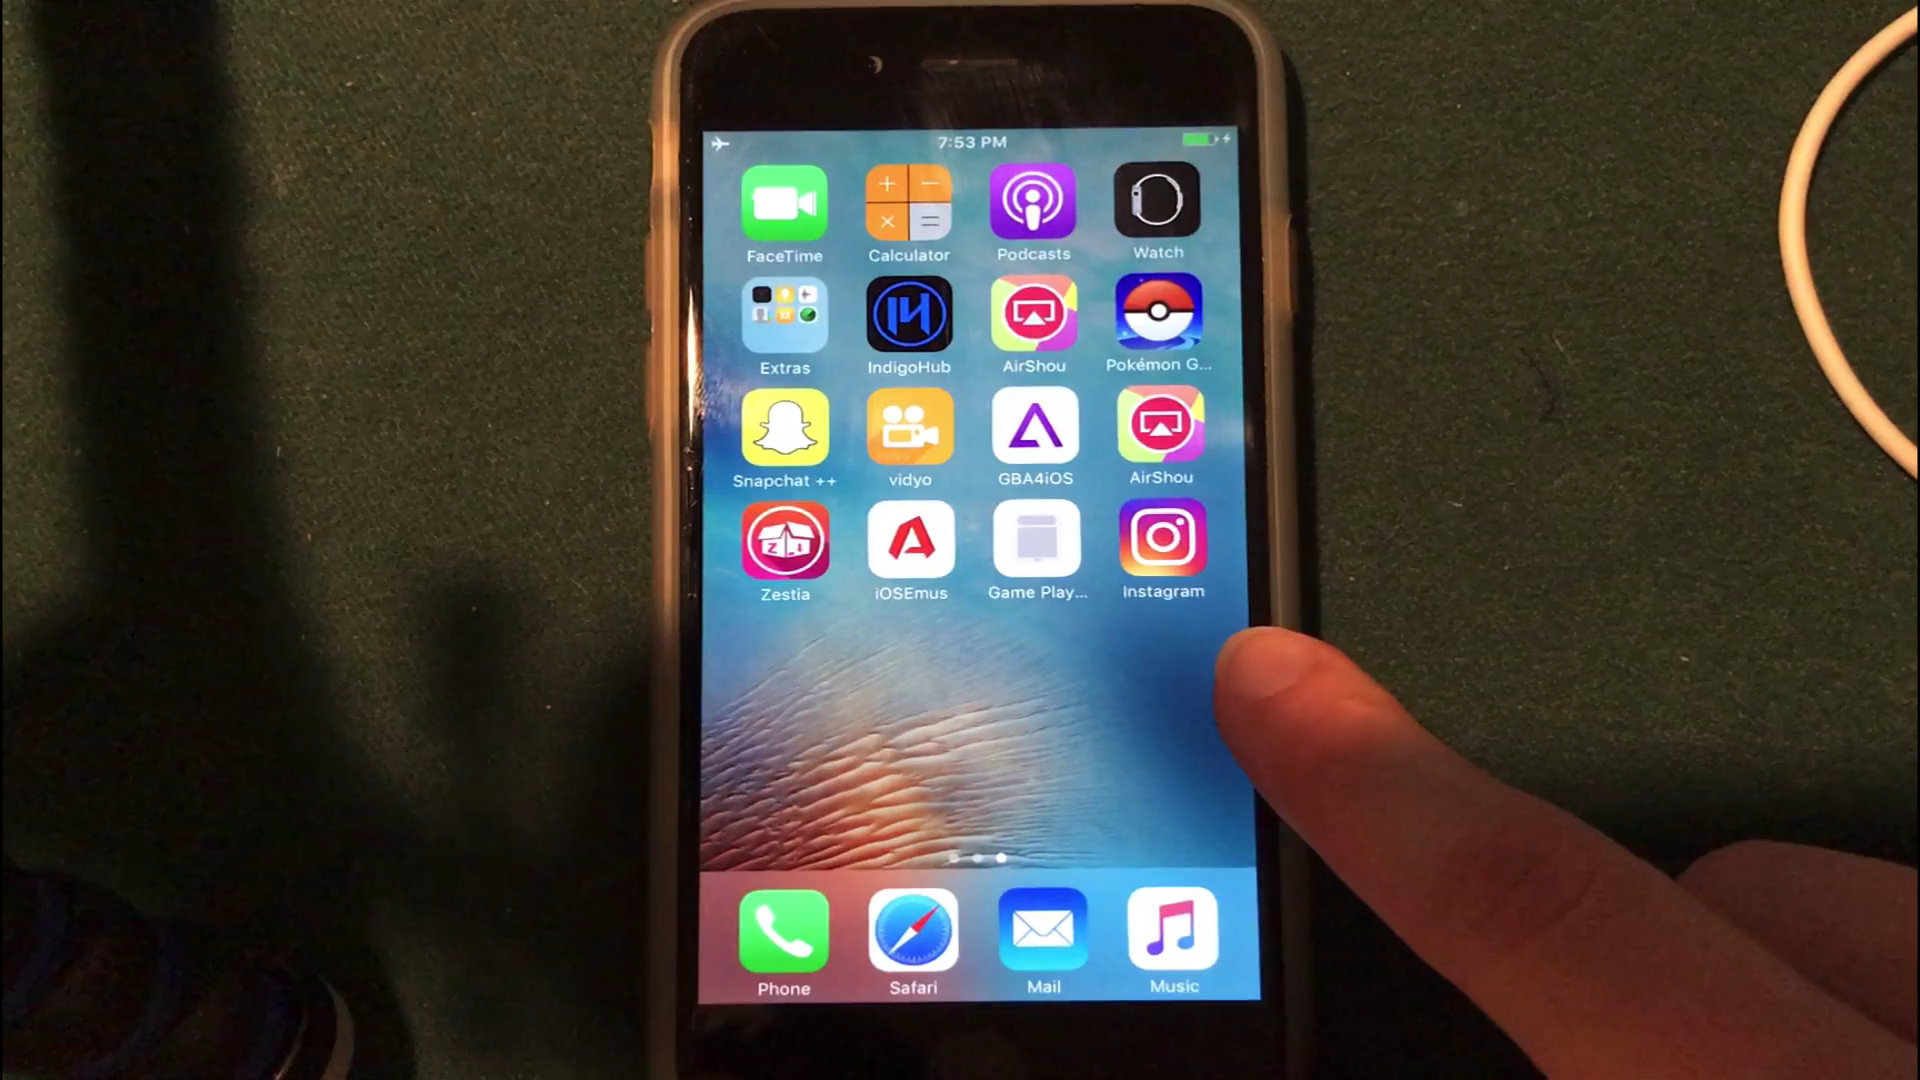 7:53 PM
FaceTime Calculator Podcasts Watch
Extras IndigoHub AirShou Pokémon G...
Snapchat ++ vidyo GBA4iOS AirShou
Zestia iOSEmus Game Play... Instagram
Phone Safari Mail Music